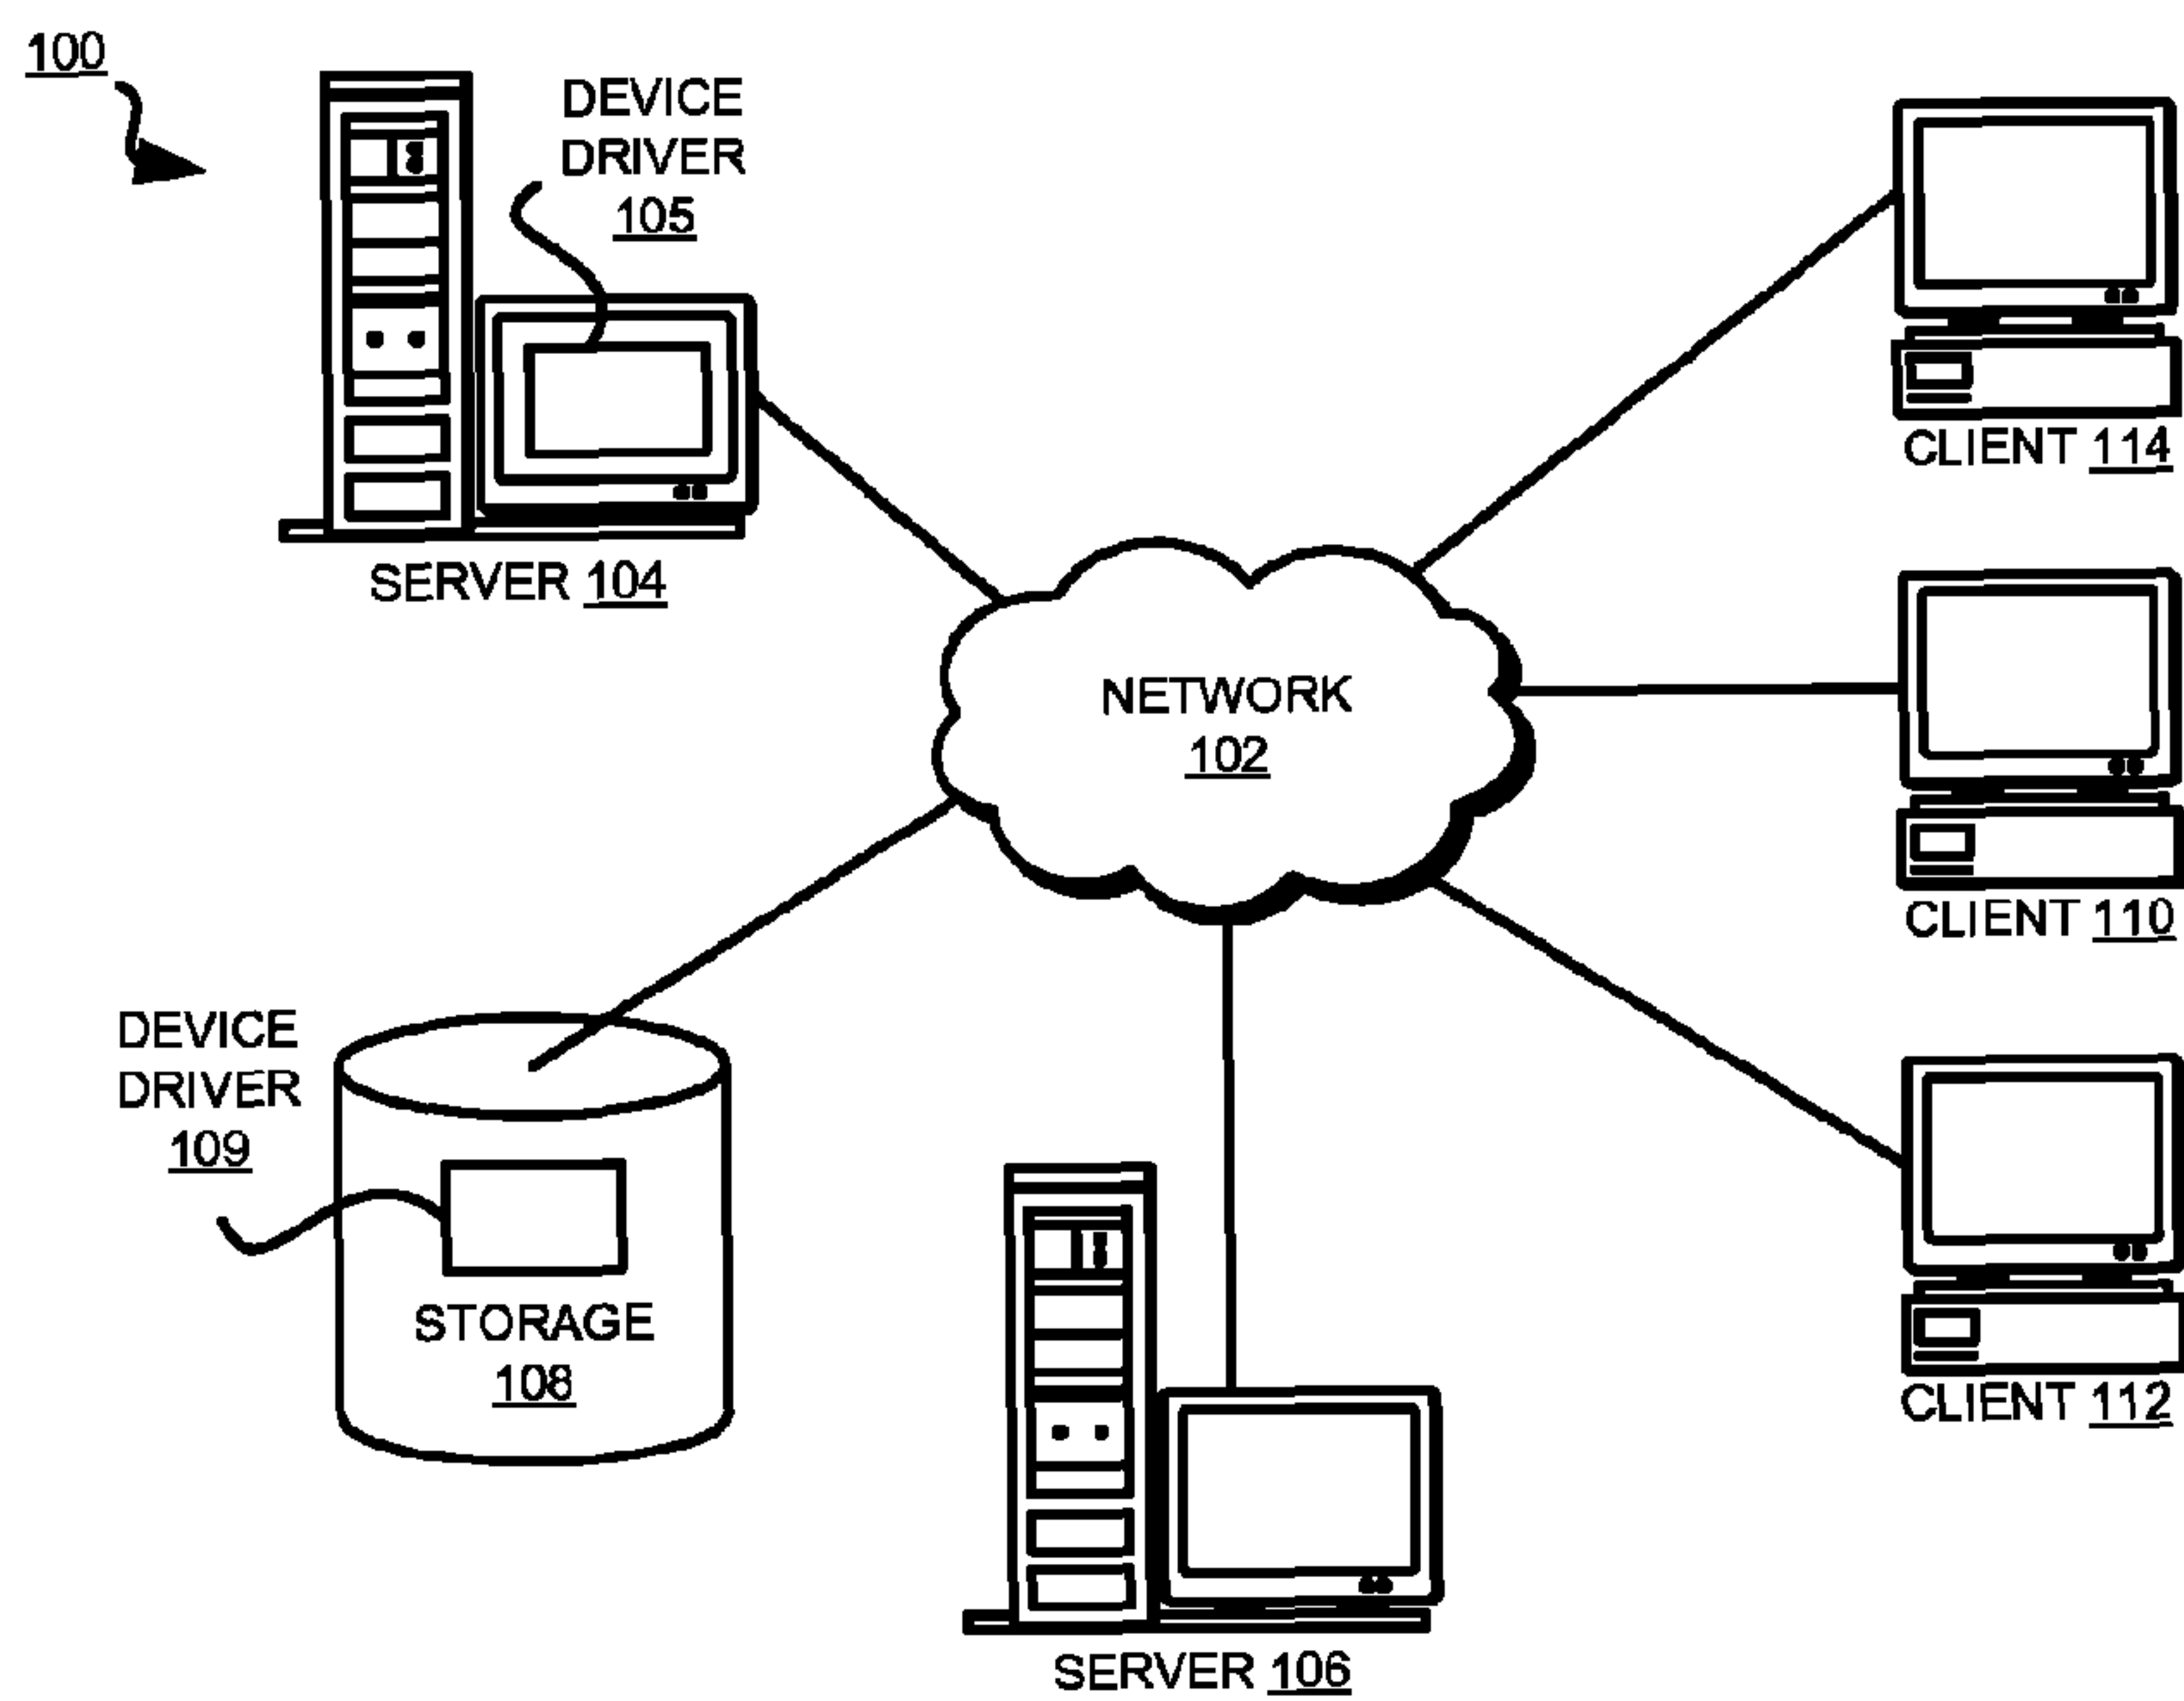 100
DEVICE
DRIVER
105
SERVER 104
CLIENT 114
NETWORK
102
CLIENT 110
DEVICE
DRIVER
109
STORAGE
108
CLIENT 112
SERVER 106